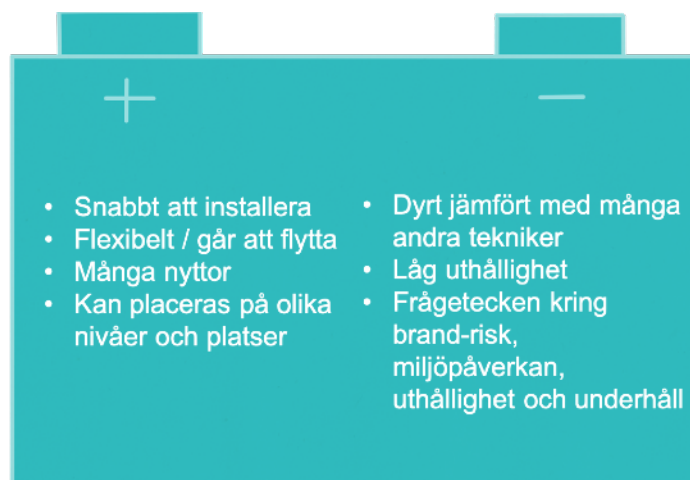 +
• Snabbt att installera
• Flexibelt / går att flytta
• Många nyttor
• Kan placeras på olika
nivåer och platser
−
• Dyrt jämfört med många
andra tekniker
• Låg uthållighet
• Frågetecken kring
brand-risk,
miljöpåverkan,
uthållighet och underhåll